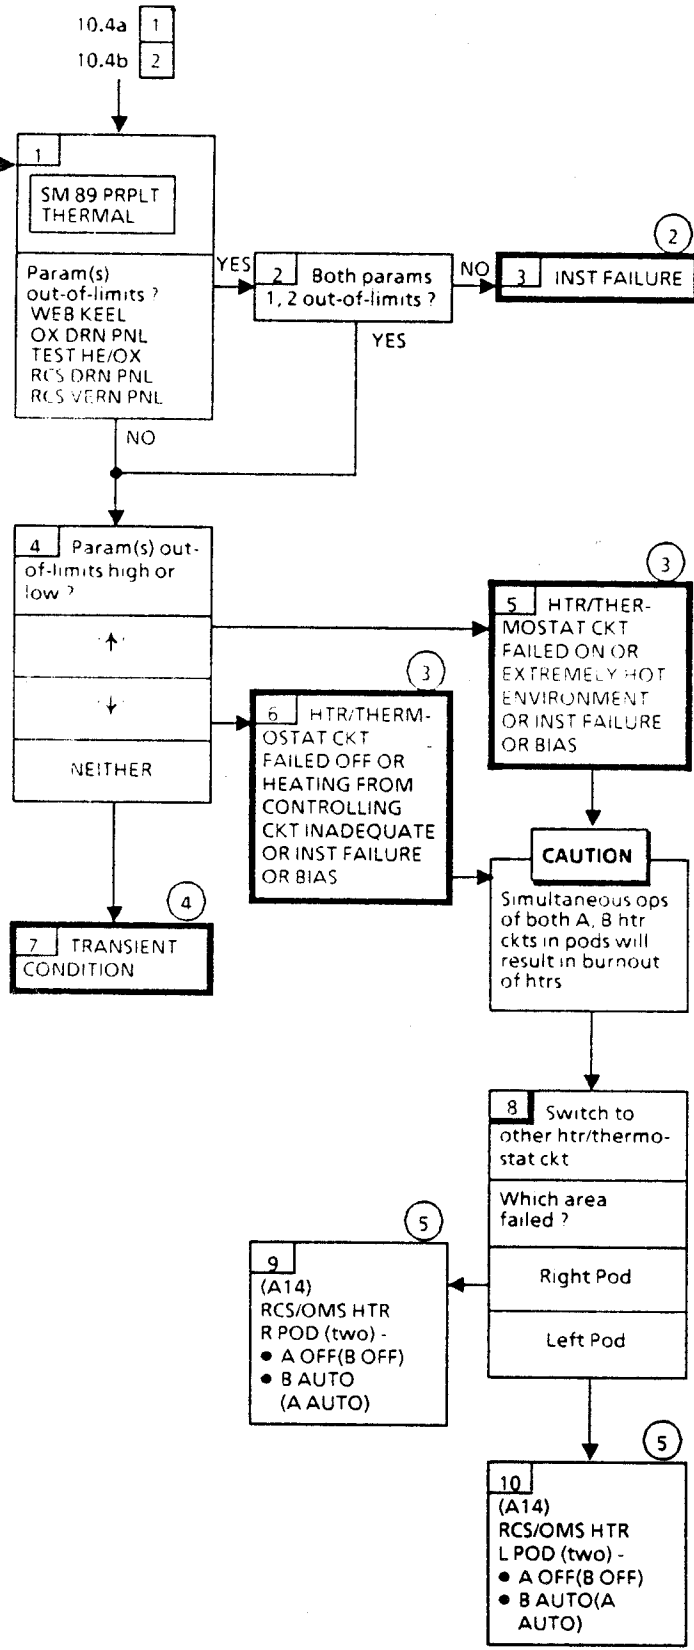 10.4a 1
10.4b 2
1
SM 89 PRPLT
THERMAL
Param(s)
out-of-limits ?
WEB KEEL
OX DRN PNL
TEST HE/OX
RCS DRN PNL
RCS VERN PNL
YES
NO
2 Both params
1, 2 out-of-limits ?
NO
YES
2
3 INST FAILURE
4 Param(s) out-
of-limits high or
low ?
↑
↓
NEITHER
3
5 HTR/THER-
MOSTAT CKT
FAILED ON OR
EXTREMELY HOT
ENVIRONMENT
OR INST FAILURE
OR BIAS
3
6 HTR/THERM-
OSTAT CKT
FAILED OFF OR
HEATING FROM
CONTROLLING
CKT INADEQUATE
OR INST FAILURE
OR BIAS
4
7 TRANSIENT
CONDITION
CAUTION
Simultaneous ops
of both A, B htr
ckts in pods will
result in burnout
of htrs
8 Switch to
other htr/thermo-
stat ckt
Which area
failed ?
Right Pod
Left Pod
5
9
(A14)
RCS/OMS HTR
R POD (two) -
● A OFF(B OFF)
● B AUTO
(A AUTO)
5
10
(A14)
RCS/OMS HTR
L POD (two) -
● A OFF(B OFF)
● B AUTO(A
AUTO)